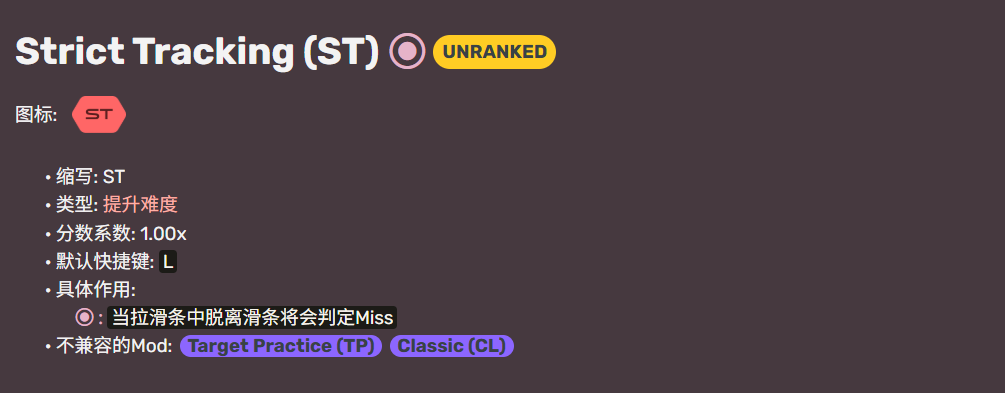 Strict Tracking (ST) UNRANKED
图标: ST
• 缩写: ST
• 类型: 提升难度
• 分数系数: 1.00x
• 默认快捷键: L
• 具体作用:
: 当拉滑条中脱离滑条将会判定Miss
• 不兼容的Mod: Target Practice (TP) Classic (CL)